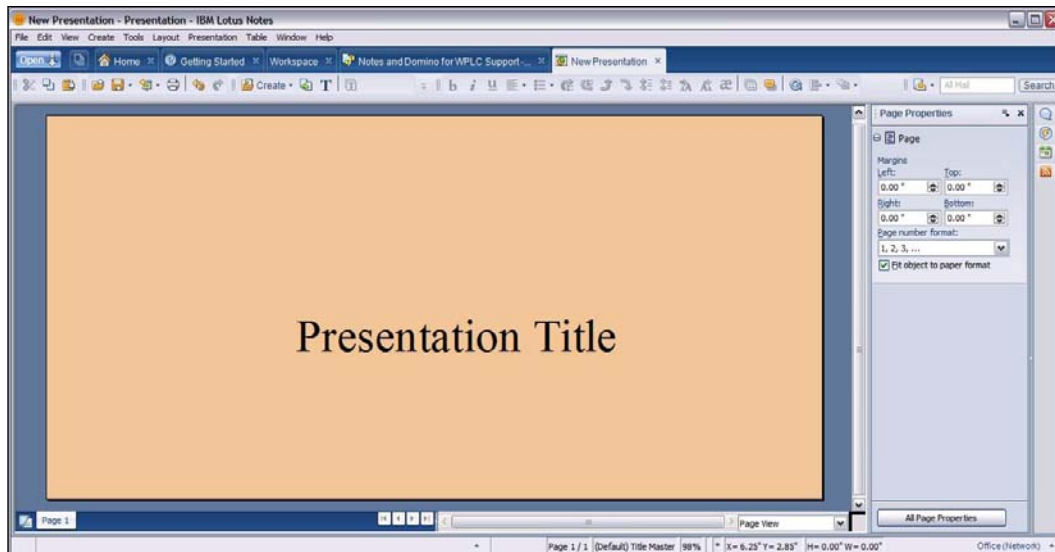 New Presentation - Presentation - IBM Lotus Notes
File Edit View Create Tools Layout Presentation Table Window Help
Open Home Getting Started Workspace Notes and Domino for WPLC Support -... New Presentation
Create T b i u All Mail Search
Page Properties
Page
Margins
Left: Top:
0.00 " 0.00 "
Right: Bottom:
0.00 " 0.00 "
Page number format:
1, 2, 3, ...
Fit object to paper format
Presentation Title
Page 1 Page View All Page Properties
Page 1 / 1 (Default) Title Master 98% * X= 6.25" Y= 2.85" H= 0.00" W= 0.00" Office (Network)